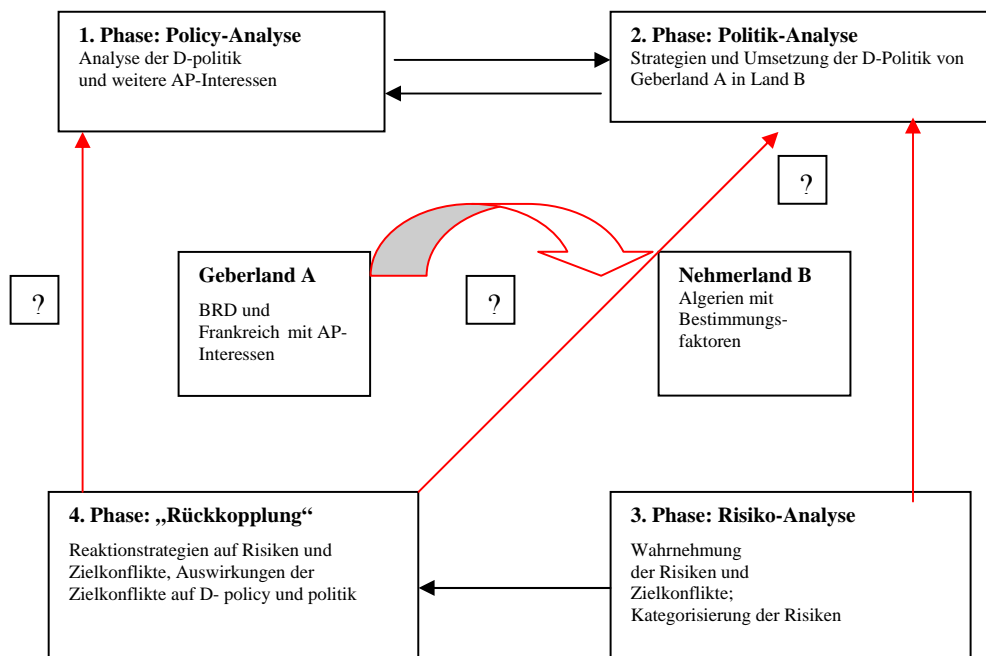 1. Phase: Policy-Analyse
Analyse der D-politik
und weitere AP-Interessen
2. Phase: Politik-Analyse
Strategien und Umsetzung der D-Politik von
Geberland A in Land B
?
Geberland A
BRD und
Frankreich mit AP-
Interessen
?
?
Nehmerland B
Algerien mit
Bestimmungs-
faktoren
4. Phase: „Rückkopplung“
Reaktionstrategien auf Risiken und
Zielkonflikte, Auswirkungen der
Zielkonflikte auf D- policy und politik
3. Phase: Risiko-Analyse
Wahrnehmung
der Risiken und
Zielkonflikte;
Kategorisierung der Risiken